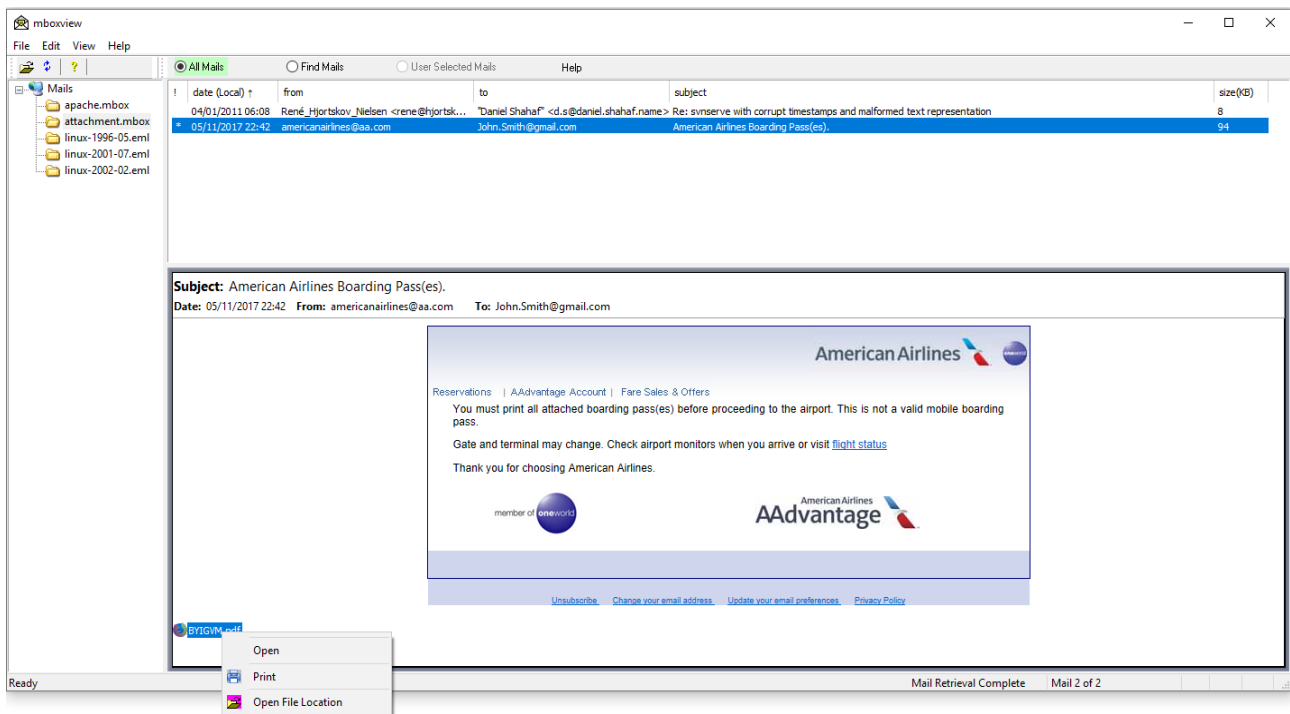 mboxview
File Edit View Help
All Mails Find Mails User Selected Mails Help
Mails
apache.mbox
attachment.mbox
linux-1996-05.eml
linux-2001-07.eml
linux-2002-02.eml
! date (Local) ↑ from to subject size(KB)
04/01/2011 06:08 René_Hjortskov_Nielsen <rene@hjortsk... "Daniel Shahaf" <d.s@daniel.shahaf.name> Re: svnserve with corrupt timestamps and malformed text representation 8
* 05/11/2017 22:42 americanairlines@aa.com John.Smith@gmail.com American Airlines Boarding Pass(es). 94
Subject: American Airlines Boarding Pass(es).
Date: 05/11/2017 22:42 From: americanairlines@aa.com To: John.Smith@gmail.com
American Airlines oneworld
Reservations | AAdvantage Account | Fare Sales & Offers
You must print all attached boarding pass(es) before proceeding to the airport. This is not a valid mobile boarding
pass.
Gate and terminal may change. Check airport monitors when you arrive or visit flight status
Thank you for choosing American Airlines.
member of oneworld
American Airlines
AAdvantage
Unsubscribe Change your email address Update your email preferences Privacy Policy
BYIGVM.pdf
Open
Print
Open File Location
Ready Mail Retrieval Complete Mail 2 of 2